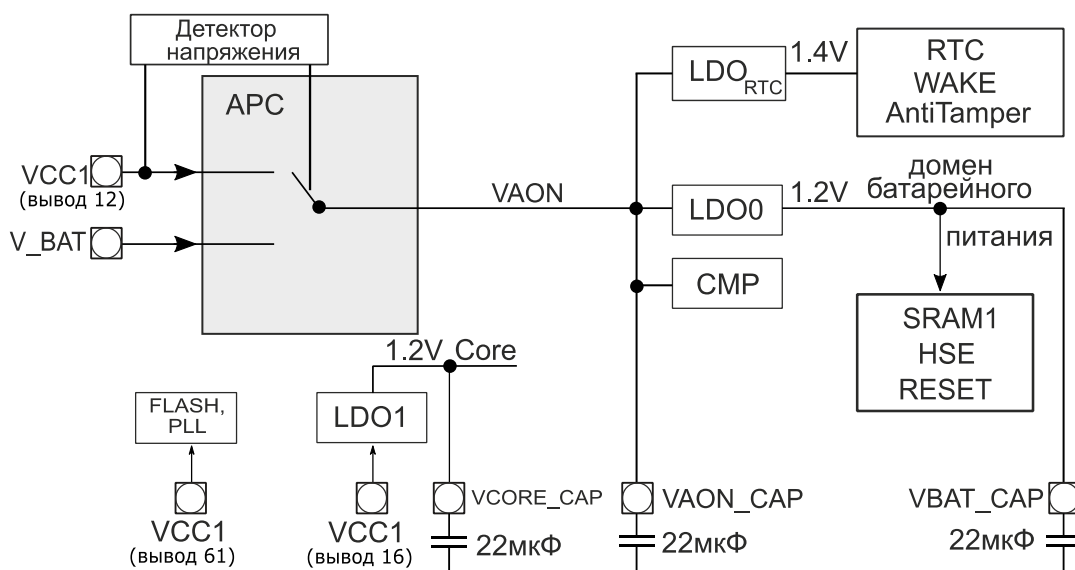 Детектор
напряжения
APC
VCC1
(вывод 12)
V_BAT
VAON
LDO RTC
1.4V
RTC
WAKE
AntiTamper
LDO0
1.2V
домен
батарейного
питания
CMP
SRAM1
HSE
RESET
1.2V_Core
FLASH,
PLL
LDO1
VCC1
(вывод 61)
VCC1
(вывод 16)
VCORE_CAP
22мкФ
VAON_CAP
22мкФ
VBAT_CAP
22мкФ